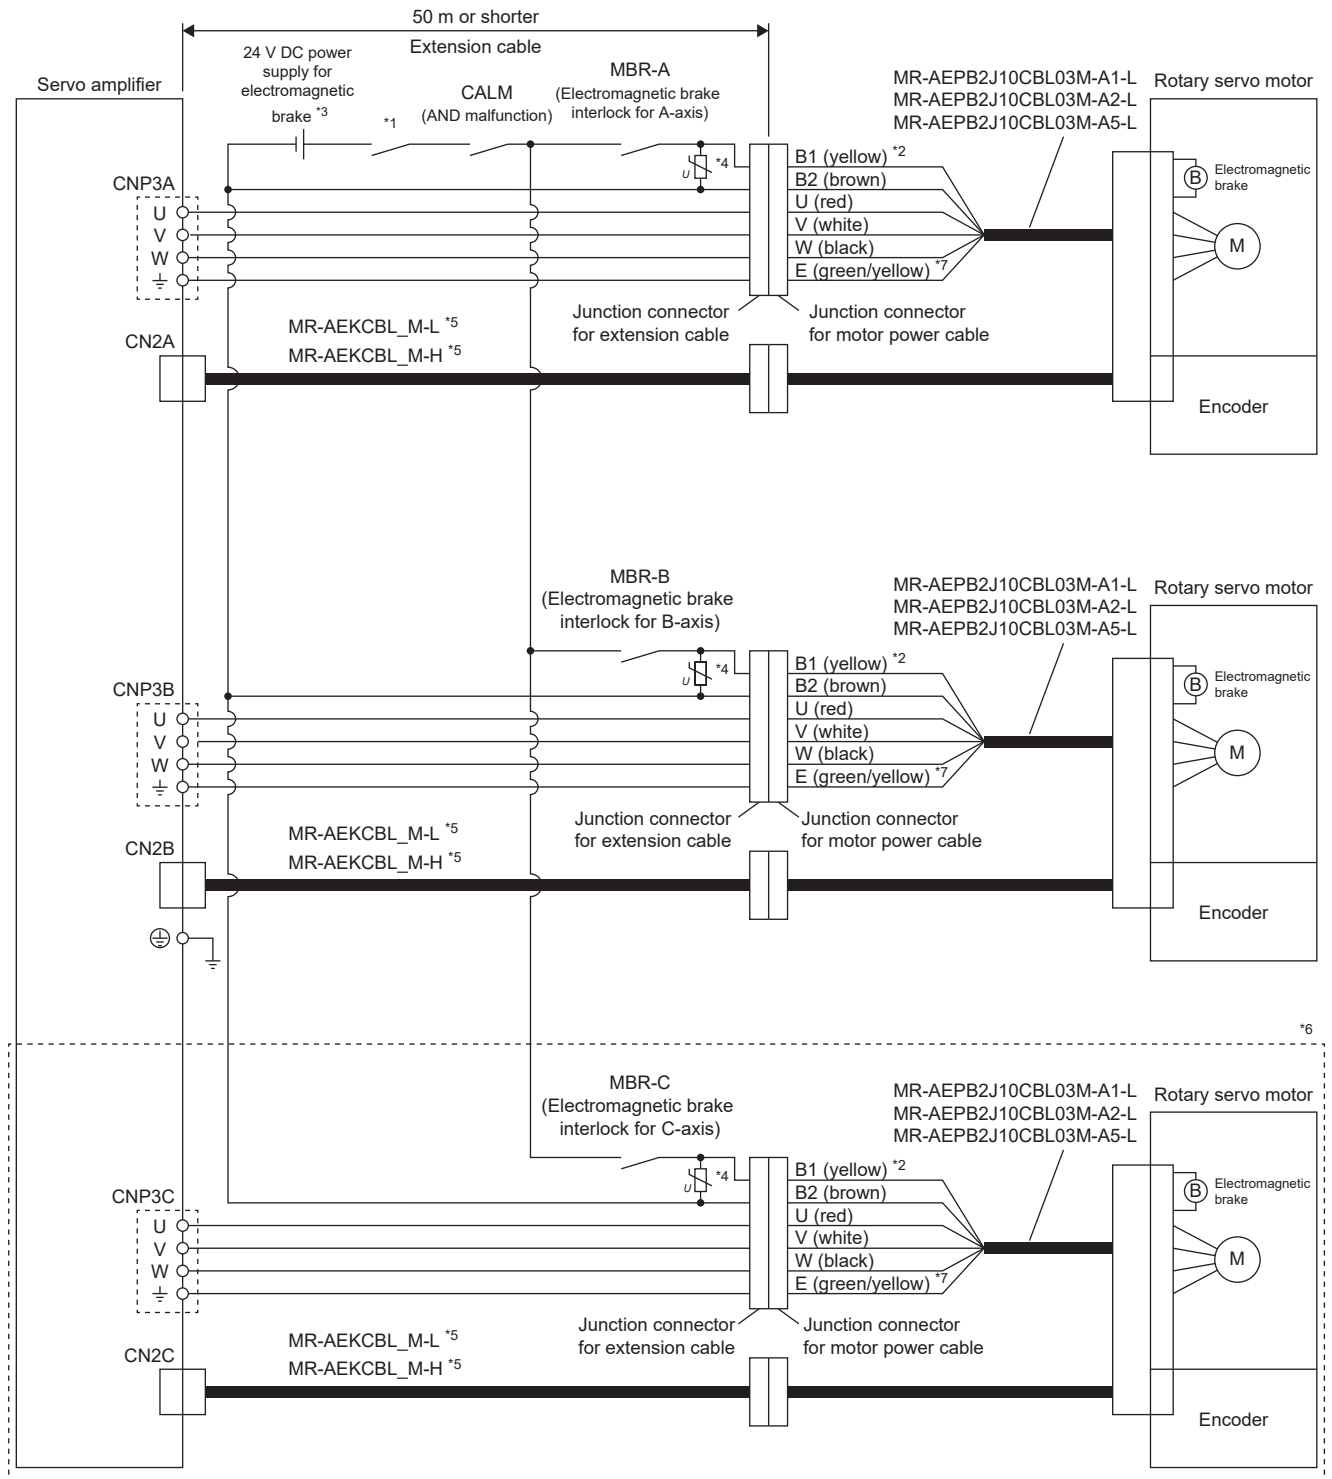 50 m or shorter
Extension cable
24 V DC power
supply for
electromagnetic
brake *3
*1
CALM
(AND malfunction)
MBR-A
(Electromagnetic brake
interlock for A-axis)
MR-AEPB2J10CBL03M-A1-L
MR-AEPB2J10CBL03M-A2-L
MR-AEPB2J10CBL03M-A5-L
Servo amplifier
Rotary servo motor
U
*4
B1 (yellow) *2
B2 (brown)
U (red)
V (white)
W (black)
E (green/yellow) *7
B
Electromagnetic
brake
M
CNP3A
U
V
W
Junction connector
for extension cable
Junction connector
for motor power cable
MR-AEKCBL_M-L *5
MR-AEKCBL_M-H *5
CN2A
Encoder
MBR-B
(Electromagnetic brake
interlock for B-axis)
MR-AEPB2J10CBL03M-A1-L
MR-AEPB2J10CBL03M-A2-L
MR-AEPB2J10CBL03M-A5-L
Rotary servo motor
U
*4
B1 (yellow) *2
B2 (brown)
U (red)
V (white)
W (black)
E (green/yellow) *7
B
Electromagnetic
brake
M
CNP3B
U
V
W
Junction connector
for extension cable
Junction connector
for motor power cable
MR-AEKCBL_M-L *5
MR-AEKCBL_M-H *5
CN2B
Encoder
*6
MBR-C
(Electromagnetic brake
interlock for C-axis)
MR-AEPB2J10CBL03M-A1-L
MR-AEPB2J10CBL03M-A2-L
MR-AEPB2J10CBL03M-A5-L
Rotary servo motor
U
*4
B1 (yellow) *2
B2 (brown)
U (red)
V (white)
W (black)
E (green/yellow) *7
B
Electromagnetic
brake
M
CNP3C
U
V
W
Junction connector
for extension cable
Junction connector
for motor power cable
MR-AEKCBL_M-L *5
MR-AEKCBL_M-H *5
CN2C
Encoder